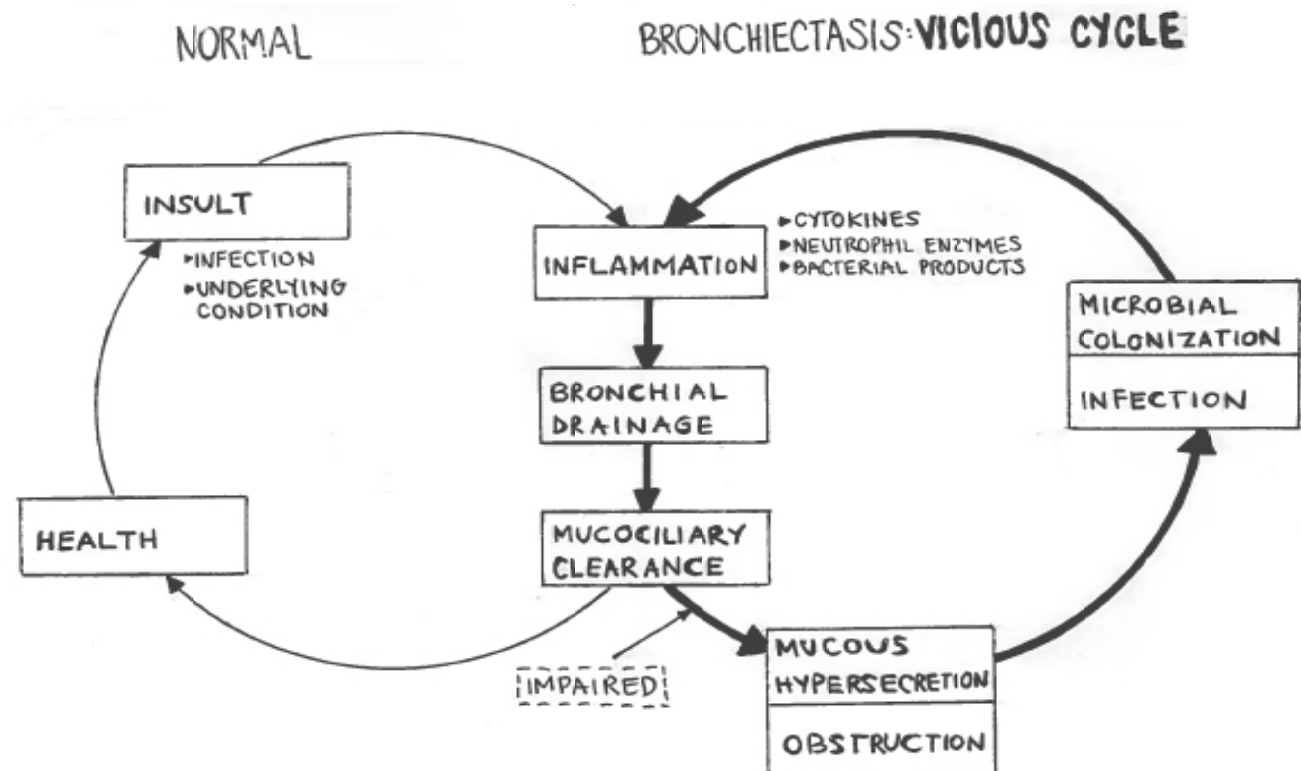 NORMAL
BRONCHIECTASIS: VICIOUS CYCLE
INSULT
▸INFECTION
▸UNDERLYING
CONDITION
HEALTH
INFLAMMATION
▸CYTOKINES
▸NEUTROPHIL ENZYMES
▸BACTERIAL PRODUCTS
BRONCHIAL
DRAINAGE
MUCOCILIARY
CLEARANCE
IMPAIRED
MUCOUS
HYPERSECRETION
OBSTRUCTION
MICROBIAL
COLONIZATION
INFECTION